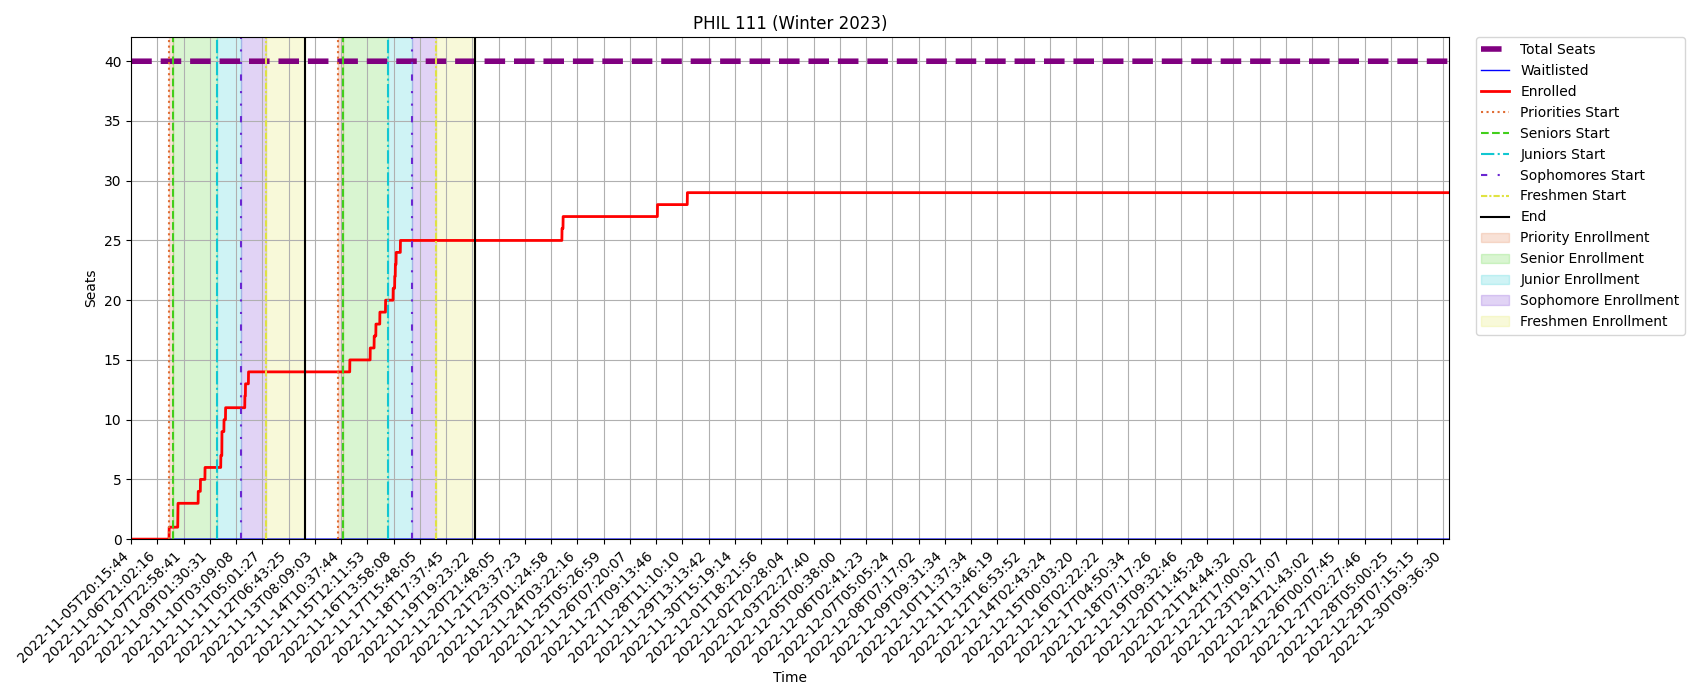 PHIL 111 (Winter 2023)
40
35
30
25
20
15
10
5
0
Seats
2022-11-05T20:15:44
2022-11-06T21:02:16
2022-11-07T22:58:41
2022-11-09T01:30:31
2022-11-10T03:09:08
2022-11-11T05:01:27
2022-11-12T06:43:25
2022-11-13T08:09:03
2022-11-14T10:37:44
2022-11-15T12:11:53
2022-11-16T13:58:08
2022-11-17T15:48:05
2022-11-18T17:37:45
2022-11-19T19:23:22
2022-11-20T21:48:05
2022-11-21T23:37:23
2022-11-23T01:24:58
2022-11-24T03:22:16
2022-11-25T05:26:59
2022-11-26T07:20:07
2022-11-27T09:13:46
2022-11-28T11:10:10
2022-11-29T13:13:42
2022-11-30T15:19:14
2022-12-01T18:21:56
2022-12-02T20:28:04
2022-12-03T22:27:40
2022-12-05T00:38:00
2022-12-06T02:41:23
2022-12-07T05:05:24
2022-12-08T07:17:02
2022-12-09T09:31:34
2022-12-10T11:37:34
2022-12-11T13:46:19
2022-12-12T16:53:52
2022-12-14T02:43:24
2022-12-15T00:03:20
2022-12-16T02:22:22
2022-12-17T04:50:34
2022-12-18T07:17:26
2022-12-19T09:32:46
2022-12-20T11:45:28
2022-12-21T14:44:32
2022-12-22T17:00:02
2022-12-23T19:17:07
2022-12-24T21:43:02
2022-12-26T00:07:45
2022-12-27T02:27:46
2022-12-28T05:00:25
2022-12-29T07:15:15
2022-12-30T09:36:30
Time
Total Seats
Waitlisted
Enrolled
Priorities Start
Seniors Start
Juniors Start
Sophomores Start
Freshmen Start
End
Priority Enrollment
Senior Enrollment
Junior Enrollment
Sophomore Enrollment
Freshmen Enrollment